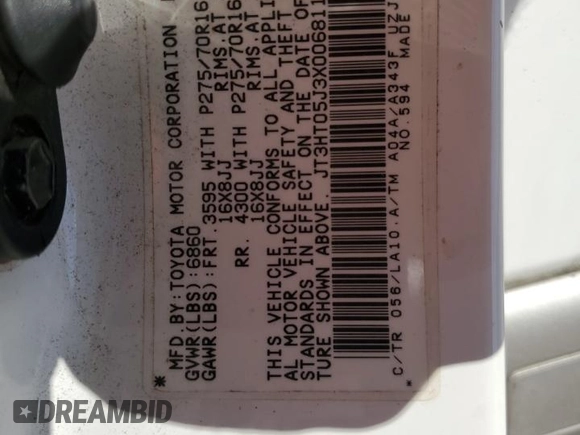 MFD.BY:TOYOTA MOTOR CORPORATION
GVWR(LBS):6860
GAWR(LBS):FRT.3595 WITH P275/70R16
RIMS.AT
16X8JJ
RR. 4300 WITH P275/70R16
RIMS.AT
16X8JJ
THIS VEHICLE CONFORMS TO ALL APPLI
AL MOTOR VEHICLE SAFETY AND THEFT
STANDARDS IN EFFECT ON THE DATE OF
TURE SHOWN ABOVE. JT3HT05J3X006811
* C/TR 056/LA10.A/TM A04A/A343F UZJ
NO.594 MADE
DREAMBID